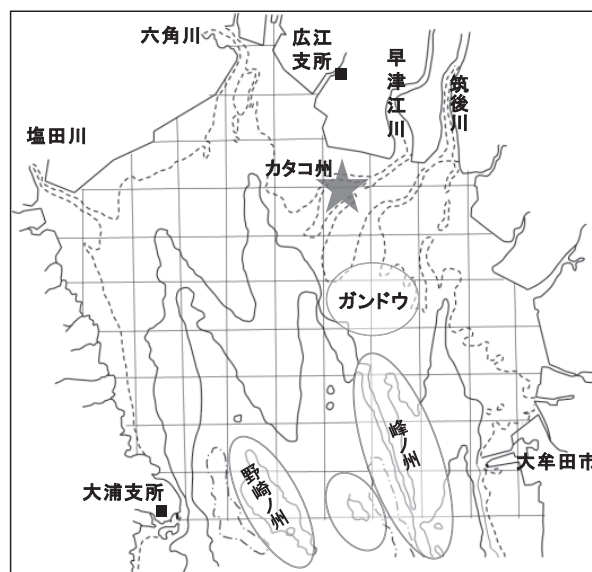 六角川
広江
支所
早津江川
筑後川
塩田川
カタコ州
ガンドウ
峰ノ州
野崎ノ州
大牟田市
大浦支所